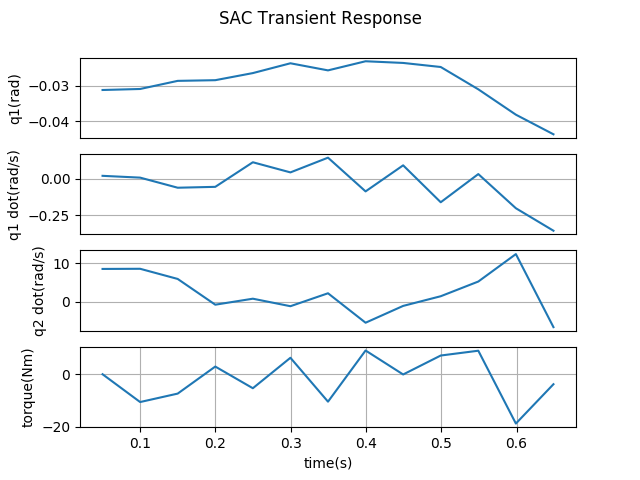 SAC Transient Response
q1(rad)
−0.03
−0.04
q1 dot(rad/s)
0.00
−0.25
q2 dot(rad/s)
10
0
torque(Nm)
0
−20
0.1 0.2 0.3 0.4 0.5 0.6
time(s)